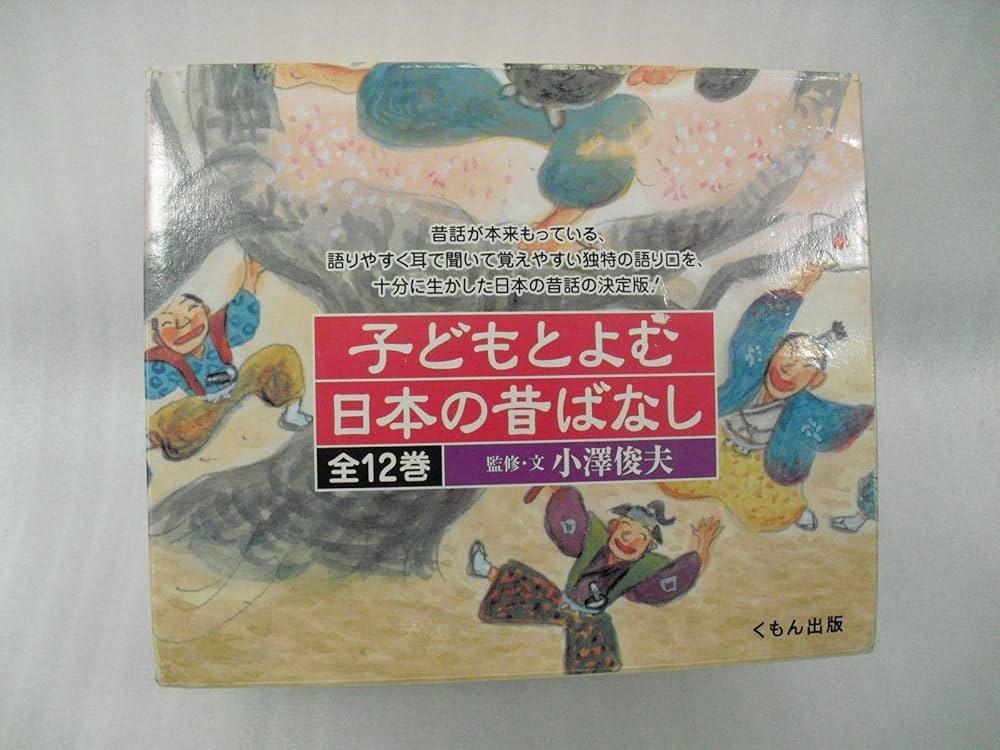 昔話が本来もっている、
語りやすく耳で聞いて覚えやすい独特の語り口を、
十分に生かした日本の昔話の決定版!
子どもとよむ
日本の昔ばなし
全12巻 監修・文 小澤俊夫
くもん出版